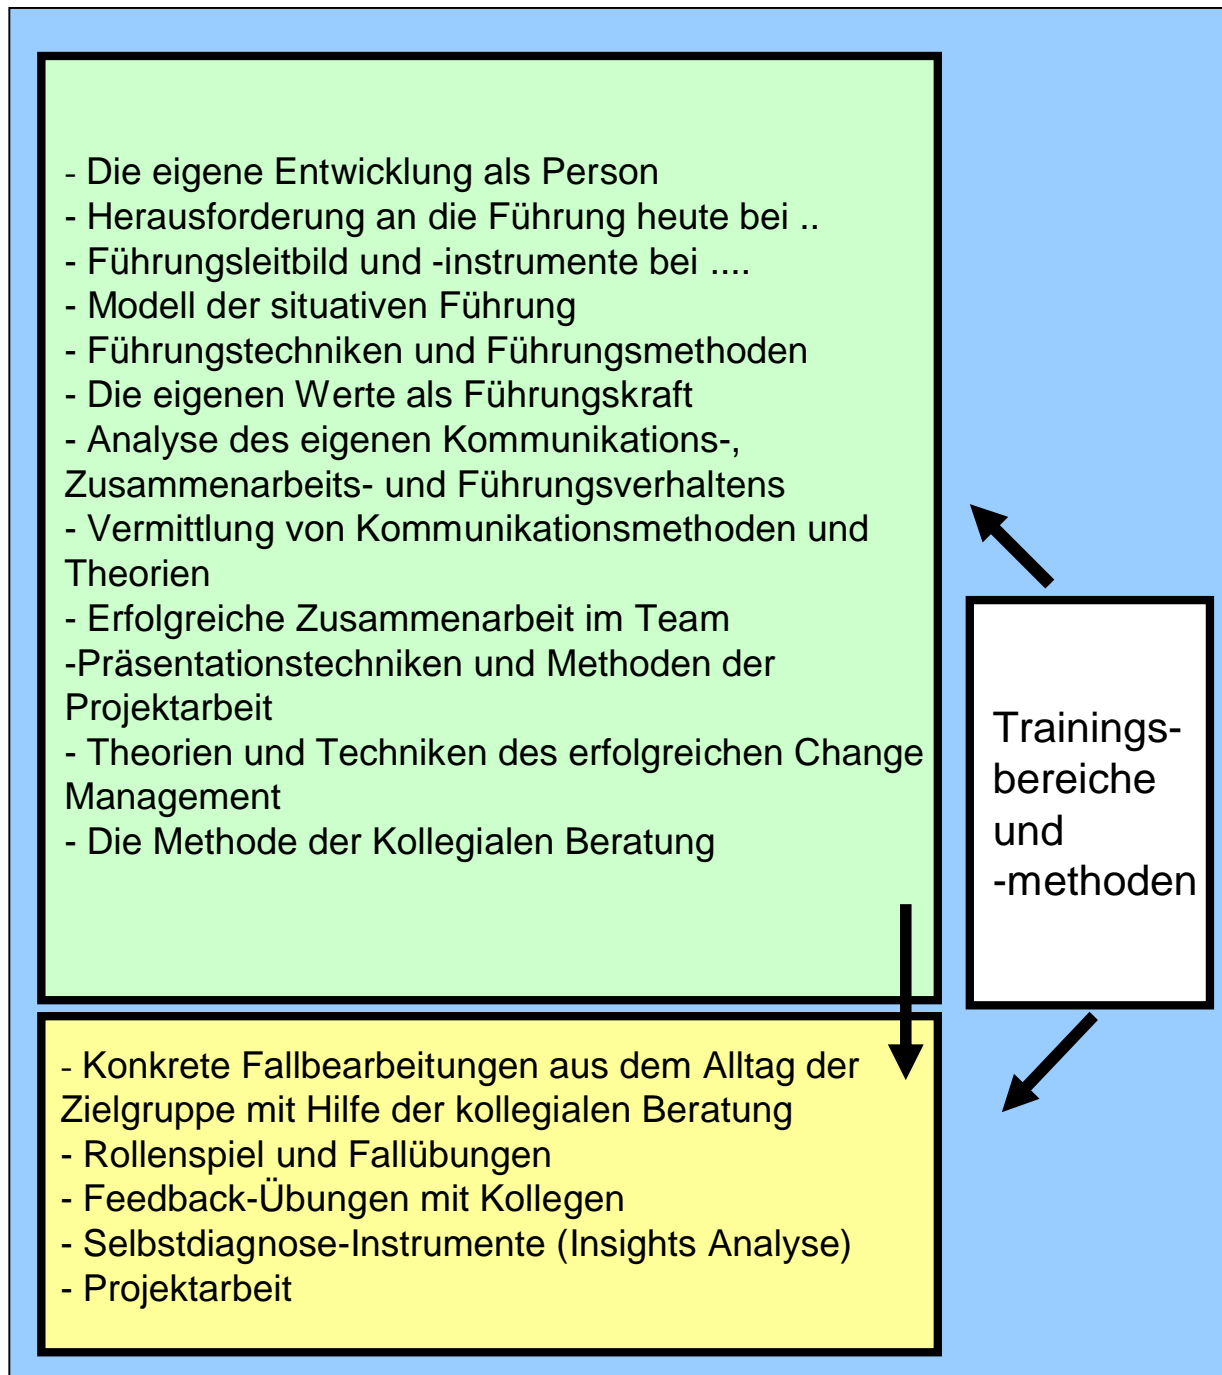 - Die eigene Entwicklung als Person
- Herausforderung an die Führung heute bei ..
- Führungsleitbild und -instrumente bei ....
- Modell der situativen Führung
- Führungstechniken und Führungsmethoden
- Die eigenen Werte als Führungskraft
- Analyse des eigenen Kommunikations-,
Zusammenarbeits- und Führungsverhaltens
- Vermittlung von Kommunikationsmethoden und
Theorien
- Erfolgreiche Zusammenarbeit im Team
-Präsentationstechniken und Methoden der
Projektarbeit
- Theorien und Techniken des erfolgreichen Change
Management
- Die Methode der Kollegialen Beratung
Trainings-
bereiche
und
-methoden
- Konkrete Fallbearbeitungen aus dem Alltag der
Zielgruppe mit Hilfe der kollegialen Beratung
- Rollenspiel und Fallübungen
- Feedback-Übungen mit Kollegen
- Selbstdiagnose-Instrumente (Insights Analyse)
- Projektarbeit